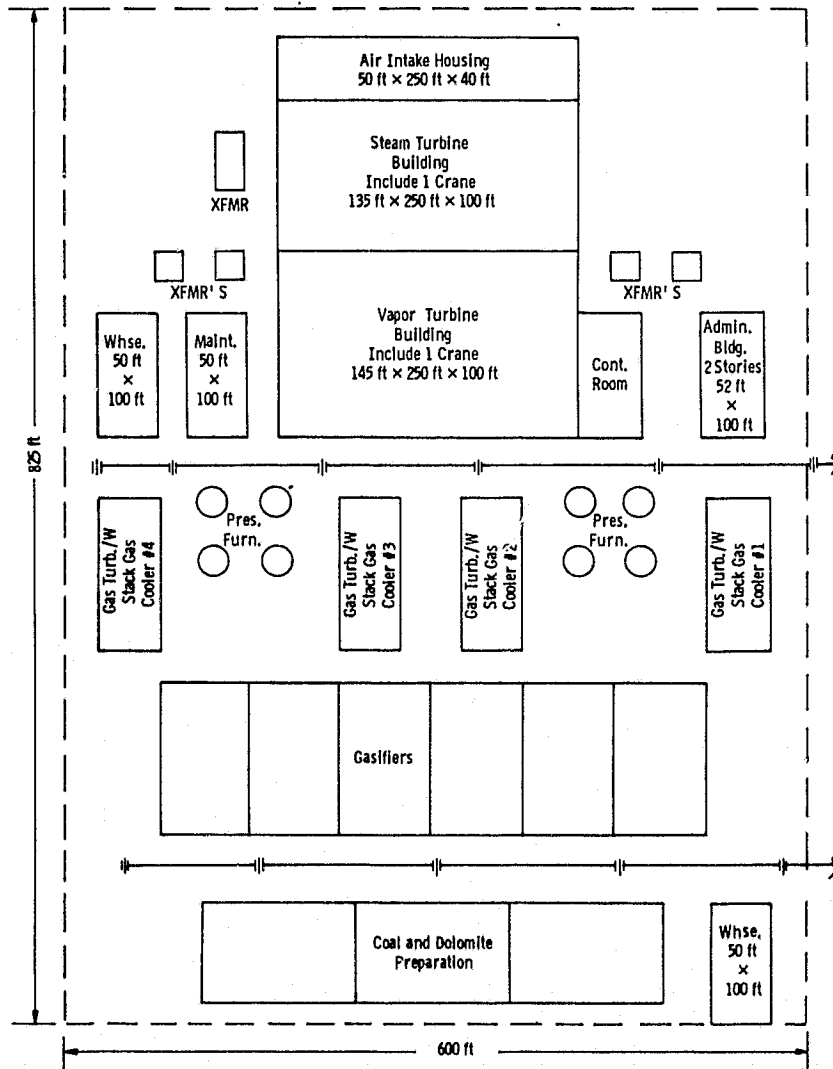 Air Intake Housing
50 ft × 250 ft × 40 ft
Steam Turbine
Building
Include 1 Crane
135 ft × 250 ft × 100 ft
XFMR
XFMR' S
XFMR' S
Vapor Turbine
Building
Include 1 Crane
145 ft × 250 ft × 100 ft
Whse.
50 ft
×
100 ft
Maint.
50 ft
×
100 ft
Cont.
Room
Admin.
Bldg.
2 Stories
52 ft
×
100 ft
825 ft
Gas Turb./W
Stack Gas
Cooler #4
Pres.
Furn.
Gas Turb./W
Stack Gas
Cooler #3
Gas Turb./W
Stack Gas
Cooler #2
Pres.
Furn.
Gas Turb./W
Stack Gas
Cooler #1
Gasifiers
Coal and Dolomite
Preparation
Whse.
50 ft
×
100 ft
600 ft